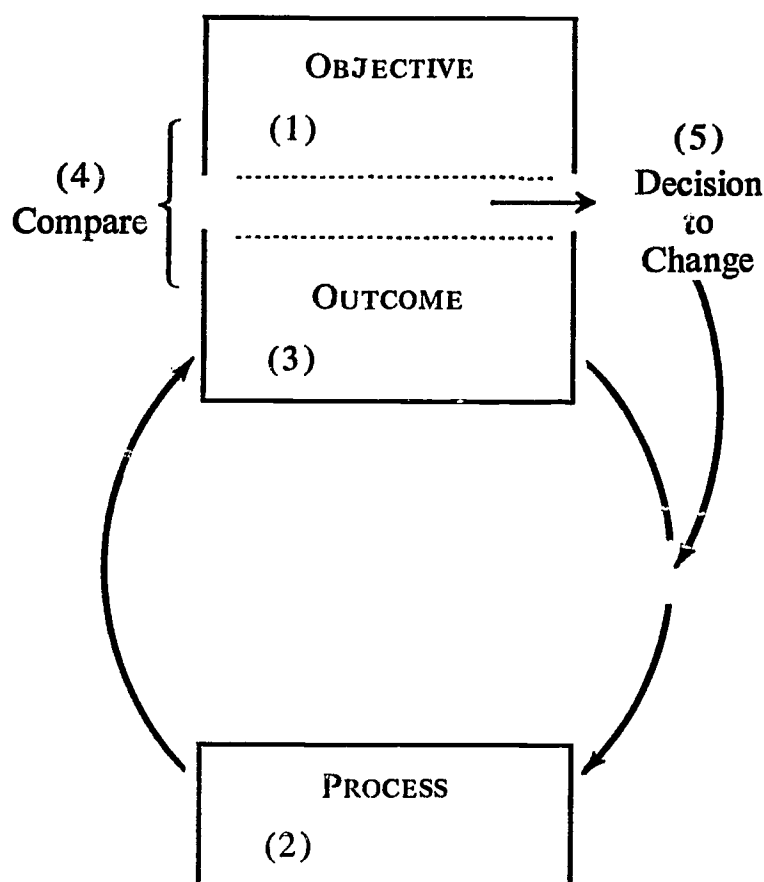 OBJECTIVE
(1)
(4)
Compare
(5)
Decision
to
Change
OUTCOME
(3)
PROCESS
(2)